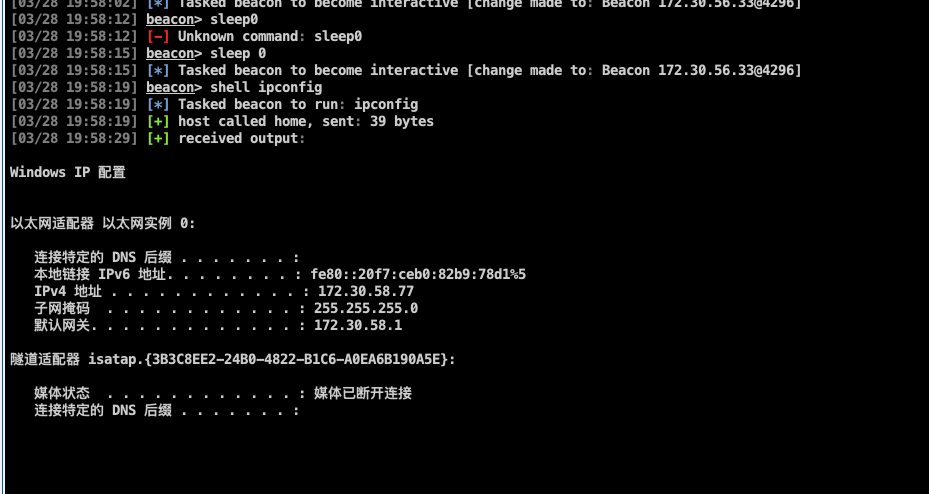 [03/28 19:58:02] [*] Tasked beacon to become interactive [change made to: Beacon 172.30.56.33@4296]
[03/28 19:58:12] beacon> sleep0
[03/28 19:58:12] [-] Unknown command: sleep0
[03/28 19:58:15] beacon> sleep 0
[03/28 19:58:15] [*] Tasked beacon to become interactive [change made to: Beacon 172.30.56.33@4296]
[03/28 19:58:19] beacon> shell ipconfig
[03/28 19:58:19] [*] Tasked beacon to run: ipconfig
[03/28 19:58:19] [+] host called home, sent: 39 bytes
[03/28 19:58:29] [+] received output:
Windows IP 配置
以太网适配器 以太网实例 0:
连接特定的 DNS 后缀 . . . . . . . :
本地链接 IPv6 地址. . . . . . . . : fe80::20f7:ceb0:82b9:78d1%5
IPv4 地址 . . . . . . . . . . . . : 172.30.58.77
子网掩码  . . . . . . . . . . . . : 255.255.255.0
默认网关. . . . . . . . . . . . . : 172.30.58.1
隧道适配器 isatap.{3B3C8EE2-24B0-4822-B1C6-A0EA6B190A5E}:
媒体状态  . . . . . . . . . . . . : 媒体已断开连接
连接特定的 DNS 后缀 . . . . . . . :